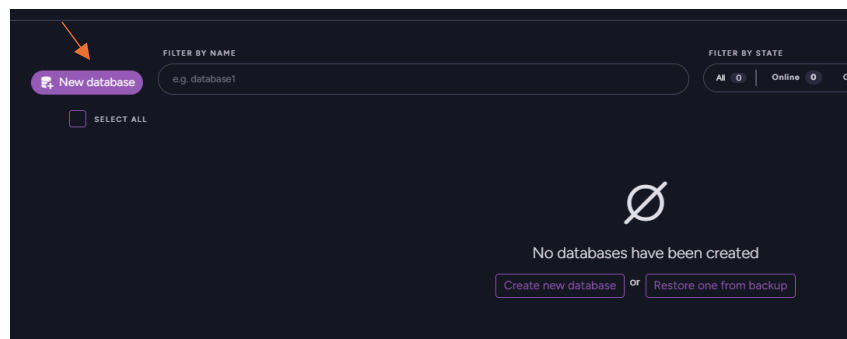 FILTER BY NAME
FILTER BY STATE
New database
e.g. database1
All 0
Online 0
SELECT ALL
No databases have been created
Create new database or Restore one from backup